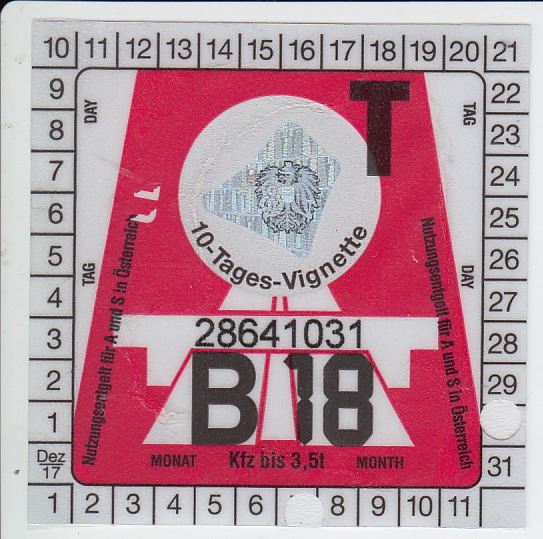 10 11 12 13 14 15 16 17 18 19 20 21
9 22
8 23
7 24
6 25
5 26
4 27
3 28
2 29
1
Dez
17
31
1 2 3 4 5 6 8 9 10 11
DAY
TAG
T
TAG
DAY
10-Tages-Vignette
Nutzungsentgelt für A und S in Österreich
Nutzungsentgelt für A und S in Österreich
28641031
B 18
MONAT Kfz bis 3,5t MONTH